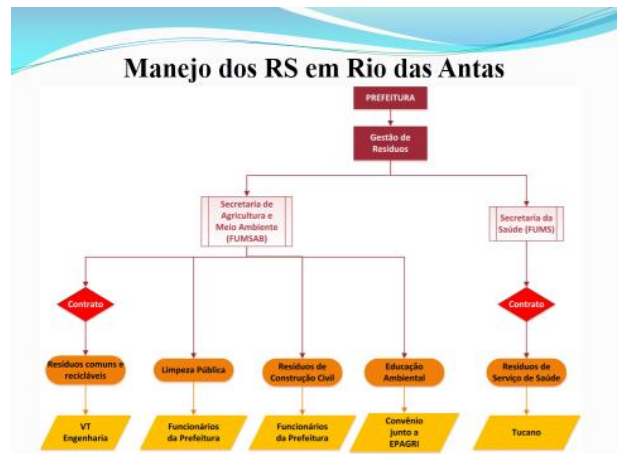 Manejo dos RS em Rio das Antas
PREFEITURA
Gestão de
Resíduos
Secretaria de
Agricultura e
Meio Ambiente
(FUMSAB)
Secretaria da
Saúde (FUMS)
Contrato
Contrato
Resíduos comuns e
recicláveis
Limpeza Pública
Resíduos de
Construção Civil
Educação
Ambiental
Resíduos de
Serviço de Saúde
VT
Engenharia
Funcionários
da Prefeitura
Funcionários
da Prefeitura
Convênio
junto a
EPAGRI
Tucano